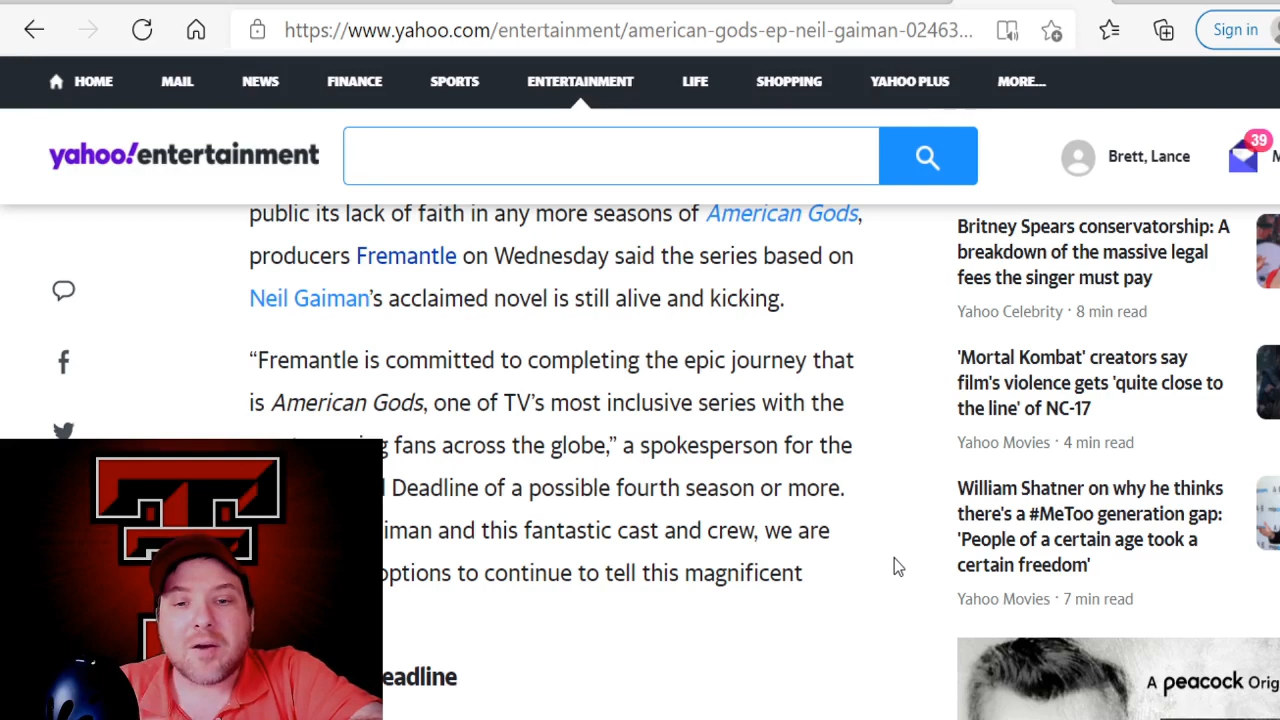 https://www.yahoo.com/entertainment/american-gods-ep-neil-gaiman-02463...
Sign in
HOME MAIL NEWS FINANCE SPORTS ENTERTAINMENT LIFE SHOPPING YAHOO PLUS MORE...
yahoo!entertainment
Brett, Lance
39
public its lack of faith in any more seasons of American Gods,
producers Fremantle on Wednesday said the series based on
Neil Gaiman’s acclaimed novel is still alive and kicking.
“Fremantle is committed to completing the epic journey that
is American Gods, one of TV’s most inclusive series with the
fans across the globe,” a spokesperson for the
Deadline of a possible fourth season or more.
iman and this fantastic cast and crew, we are
options to continue to tell this magnificent
eadline
Britney Spears conservatorship: A
breakdown of the massive legal
fees the singer must pay
Yahoo Celebrity · 8 min read
'Mortal Kombat' creators say
film's violence gets 'quite close to
the line' of NC-17
Yahoo Movies · 4 min read
William Shatner on why he thinks
there's a #MeToo generation gap:
'People of a certain age took a
certain freedom'
Yahoo Movies · 7 min read
A peacock Orig